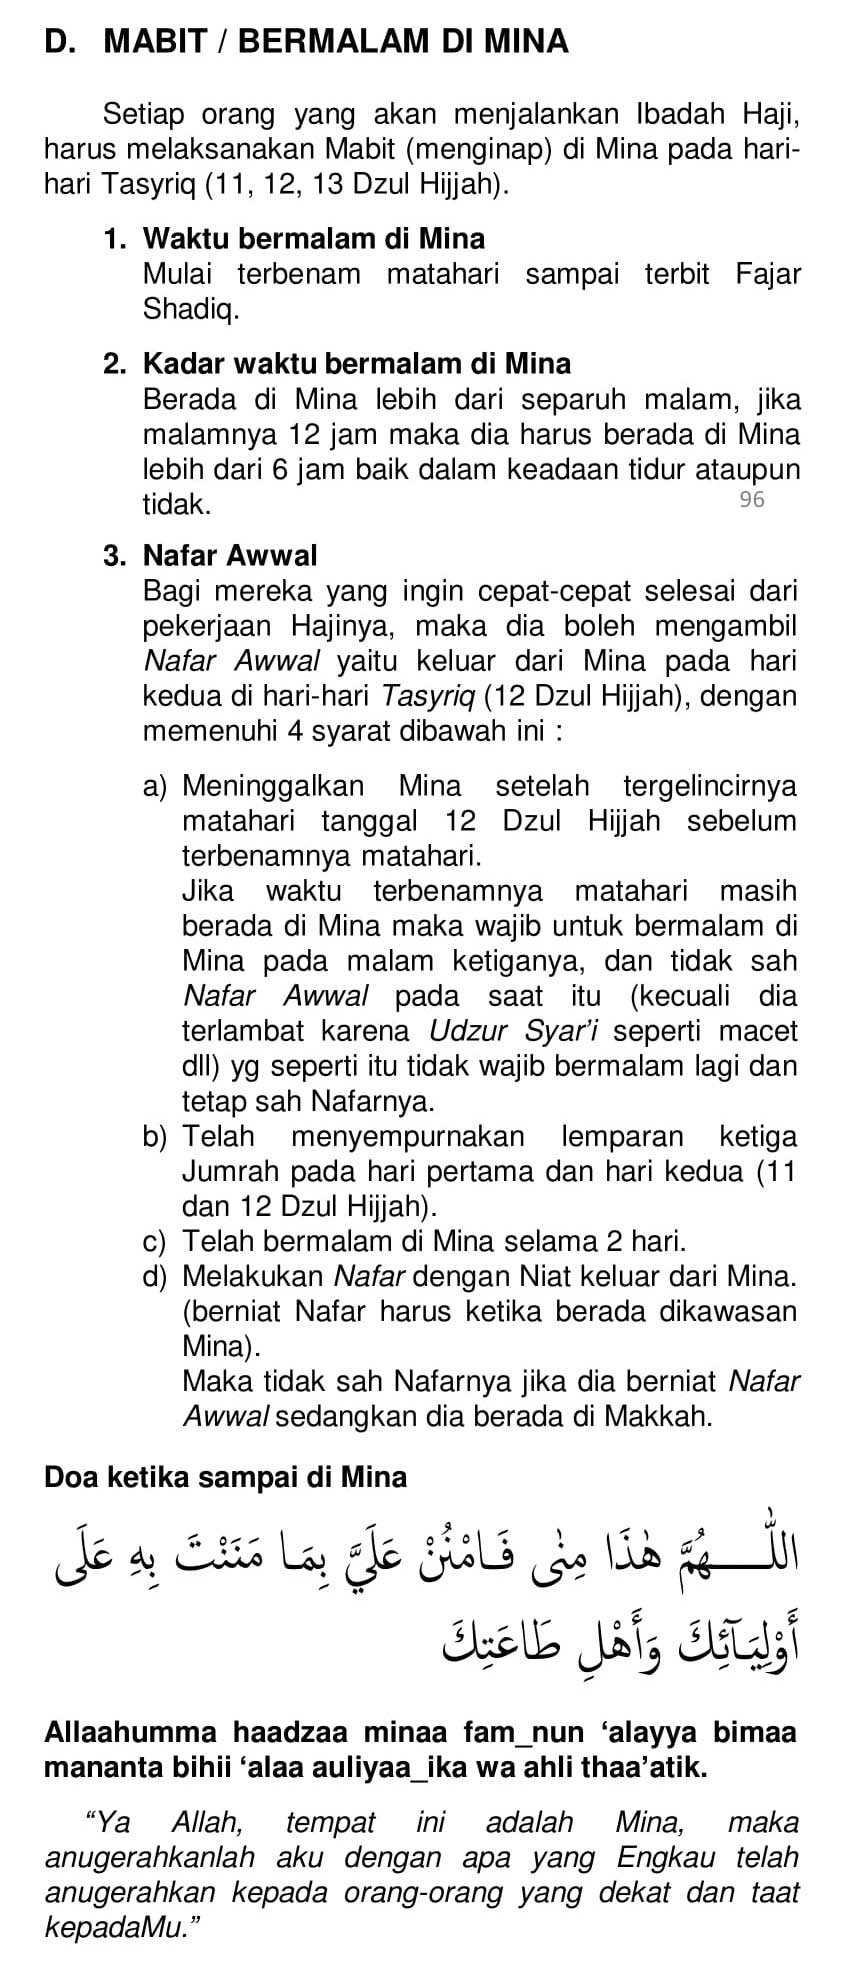 D. MABIT / BERMALAM DI MINA
Setiap orang yang akan menjalankan Ibadah Haji,
harus melaksanakan Mabit (menginap) di Mina pada hari-
hari Tasyriq (11, 12, 13 Dzul Hijjah).
1. Waktu bermalam di Mina
Mulai terbenam matahari sampai terbit Fajar
Shadiq.
2. Kadar waktu bermalam di Mina
Berada di Mina lebih dari separuh malam, jika
malamnya 12 jam maka dia harus berada di Mina
lebih dari 6 jam baik dalam keadaan tidur ataupun
tidak.
96
3. Nafar Awwal
Bagi mereka yang ingin cepat-cepat selesai dari
pekerjaan Hajinya, maka dia boleh mengambil
Nafar Awwal yaitu keluar dari Mina pada hari
kedua di hari-hari Tasyriq (12 Dzul Hijjah), dengan
memenuhi 4 syarat dibawah ini :
a) Meninggalkan Mina setelah tergelincirnya
matahari tanggal 12 Dzul Hijjah sebelum
terbenamnya matahari.
Jika waktu terbenamnya matahari masih
berada di Mina maka wajib untuk bermalam di
Mina pada malam ketiganya, dan tidak sah
Nafar Awwal pada saat itu (kecuali dia
terlambat karena Udzur Syar’i seperti macet
dll) yg seperti itu tidak wajib bermalam lagi dan
tetap sah Nafarnya.
b) Telah menyempurnakan lemparan ketiga
Jumrah pada hari pertama dan hari kedua (11
dan 12 Dzul Hijjah).
c) Telah bermalam di Mina selama 2 hari.
d) Melakukan Nafar dengan Niat keluar dari Mina.
(berniat Nafar harus ketika berada dikawasan
Mina).
Maka tidak sah Nafarnya jika dia berniat Nafar
Awwal sedangkan dia berada di Makkah.
Doa ketika sampai di Mina
اللّٰـــهُمَّ هٰذَا مِنٰى فَامْنُنْ عَلَيَّ بِمَا مَنَنْتَ بِهِ عَلٰى
أَوْلِيَآئِكَ وَأَهْلِ طَاعَتِكَ
Allaahumma haadzaa minaa fam_nun ‘alayya bimaa
mananta bihii ‘alaa auliyaa_ika wa ahli thaa’atik.
“Ya Allah, tempat ini adalah Mina, maka
anugerahkanlah aku dengan apa yang Engkau telah
anugerahkan kepada orang-orang yang dekat dan taat
kepadaMu.”